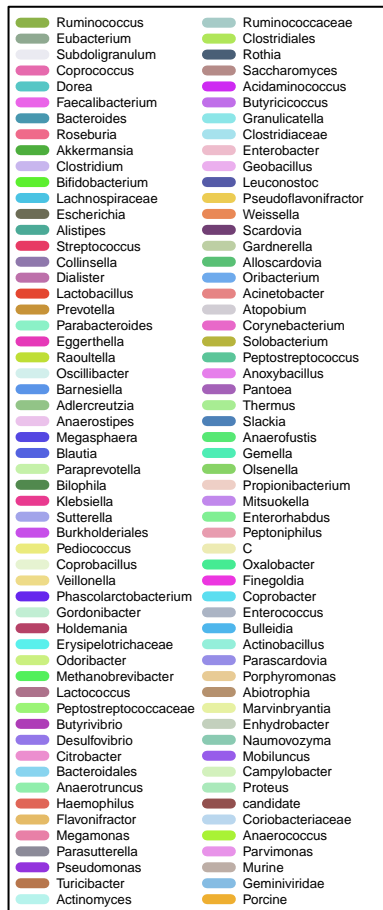 Ruminococcus
Eubacterium
Subdoligranulum
Coprococcus
Dorea
Faecalibacterium
Bacteroides
Roseburia
Akkermansia
Clostridium
Bifidobacterium
Lachnospiraceae
Escherichia
Alistipes
Streptococcus
Collinsella
Dialister
Lactobacillus
Prevotella
Parabacteroides
Eggerthella
Raoultella
Oscillibacter
Barnesiella
Adlercreutzia
Anaerostipes
Megasphaera
Blautia
Paraprevotella
Bilophila
Klebsiella
Sutterella
Burkholderiales
Pediococcus
Coprobacillus
Veillonella
Phascolarctobacterium
Gordonibacter
Holdemania
Erysipelotrichaceae
Odoribacter
Methanobrevibacter
Lactococcus
Peptostreptococcaceae
Butyrivibrio
Desulfovibrio
Citrobacter
Bacteroidales
Anaerotruncus
Haemophilus
Flavonifractor
Megamonas
Parasutterella
Pseudomonas
Turicibacter
Actinomyces
Ruminococcaceae
Clostridiales
Rothia
Saccharomyces
Acidaminococcus
Butyricicoccus
Granulicatella
Clostridiaceae
Enterobacter
Geobacillus
Leuconostoc
Pseudoflavonifractor
Weissella
Scardovia
Gardnerella
Alloscardovia
Oribacterium
Acinetobacter
Atopobium
Corynebacterium
Solobacterium
Peptostreptococcus
Anoxybacillus
Pantoea
Thermus
Slackia
Anaerofustis
Gemella
Olsenella
Propionibacterium
Mitsuokella
Enterorhabdus
Peptoniphilus
C
Oxalobacter
Finegoldia
Coprobacter
Enterococcus
Bulleidia
Actinobacillus
Parascardovia
Porphyromonas
Abiotrophia
Marvinbryantia
Enhydrobacter
Naumovozyma
Mobiluncus
Campylobacter
Proteus
candidate
Coriobacteriaceae
Anaerococcus
Parvimonas
Murine
Geminiviridae
Porcine